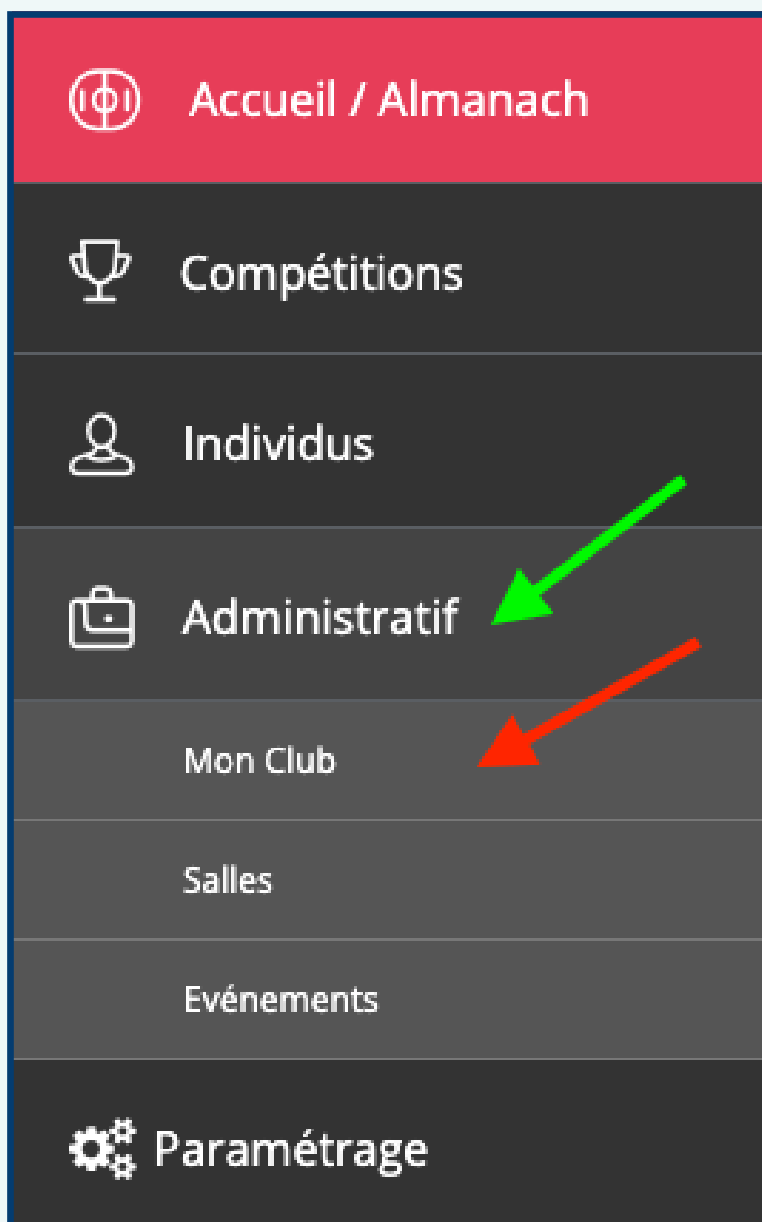 Accueil / Almanach
Compétitions
Individus
Administratif
Mon Club
Salles
Evénements
Paramétrage